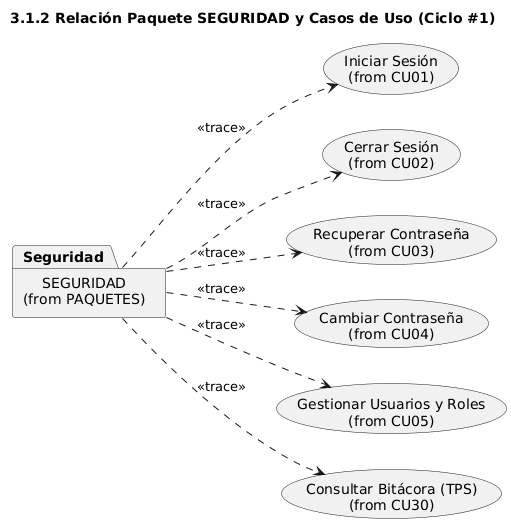 3.1.2 Relación Paquete SEGURIDAD y Casos de Uso (Ciclo #1)
Iniciar Sesión
(from CU01)
«trace»
Cerrar Sesión
(from CU02)
«trace»
Recuperar Contraseña
(from CU03)
«trace»
Seguridad
SEGURIDAD
(from PAQUETES)
«trace»
Cambiar Contraseña
(from CU04)
«trace»
Gestionar Usuarios y Roles
(from CU05)
«trace»
Consultar Bitácora (TPS)
(from CU30)